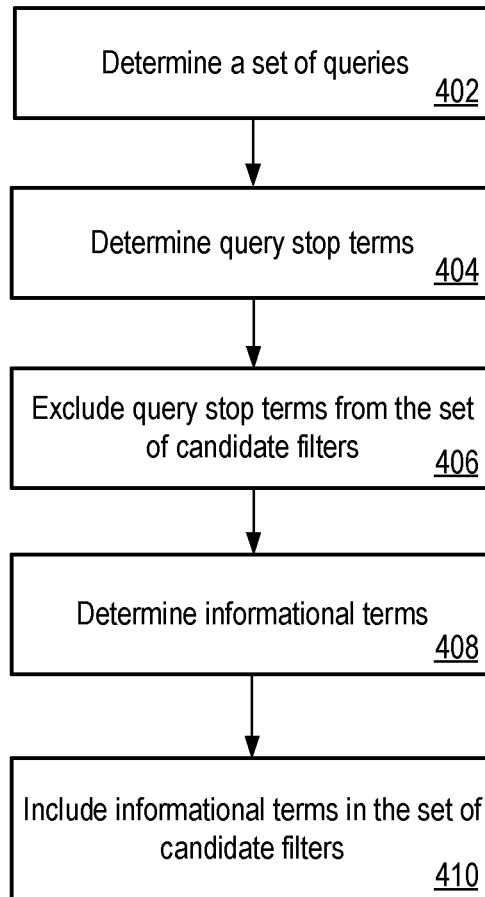 Determine a set of queries
402
Determine query stop terms
404
Exclude query stop terms from the set
of candidate filters
406
Determine informational terms
408
Include informational terms in the set of
candidate filters
410